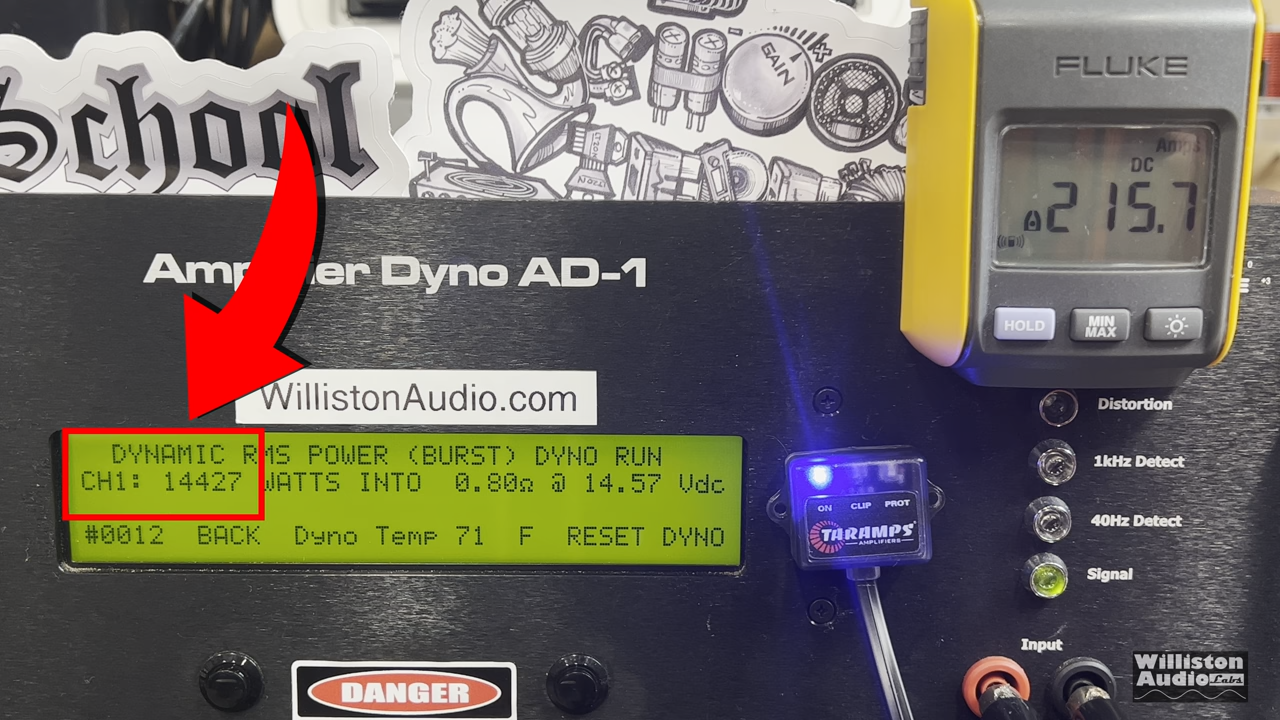 School
GAIN
FLUKE
Amps
DC
215.7
HOLD
MIN
MAX
Amplifier Dyno AD-1
WillistonAudio.com
DYNAMIC RMS POWER (BURST) DYNO RUN
CH1: 14427 WATTS INTO 0.80Ω @ 14.57 Vdc
#0012 BACK Dyno Temp 71 F RESET DYNO
ON CLIP PROT
TARAMPS
AMPLIFIERS
Distortion
1kHz Detect
40Hz Detect
Signal
Input
DANGER
Williston
Audio Labs